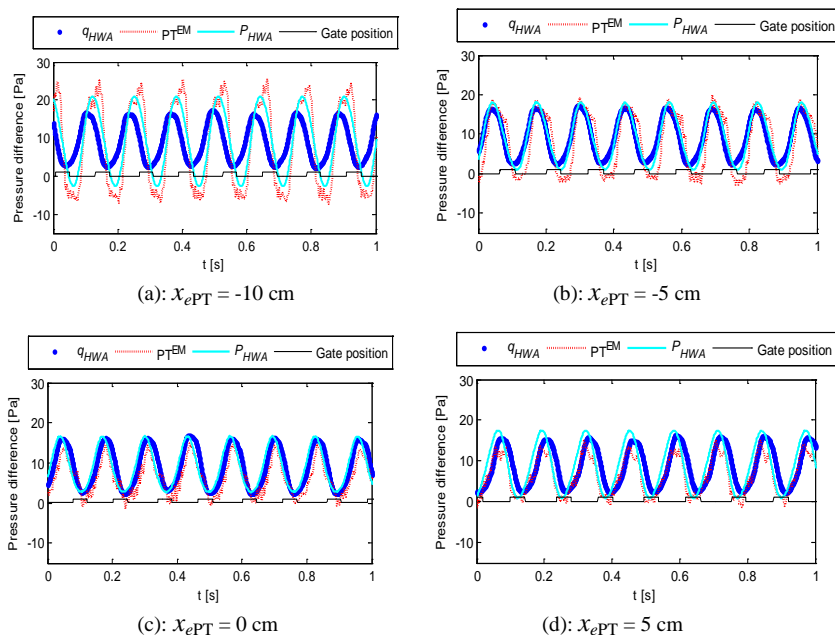 q_HWA PT^EM P_HWA Gate position
Pressure difference [Pa]
30
20
10
0
-10
0 0.2 0.4 0.6 0.8 1
t [s]
(a): x_ePT = -10 cm
q_HWA PT^EM P_HWA Gate position
Pressure difference [Pa]
30
20
10
0
-10
0 0.2 0.4 0.6 0.8 1
t [s]
(b): x_ePT = -5 cm
q_HWA PT^EM P_HWA Gate position
Pressure difference [Pa]
30
20
10
0
-10
0 0.2 0.4 0.6 0.8 1
t [s]
(c): x_ePT = 0 cm
q_HWA PT^EM P_HWA Gate position
Pressure difference [Pa]
30
20
10
0
-10
0 0.2 0.4 0.6 0.8 1
t [s]
(d): x_ePT = 5 cm